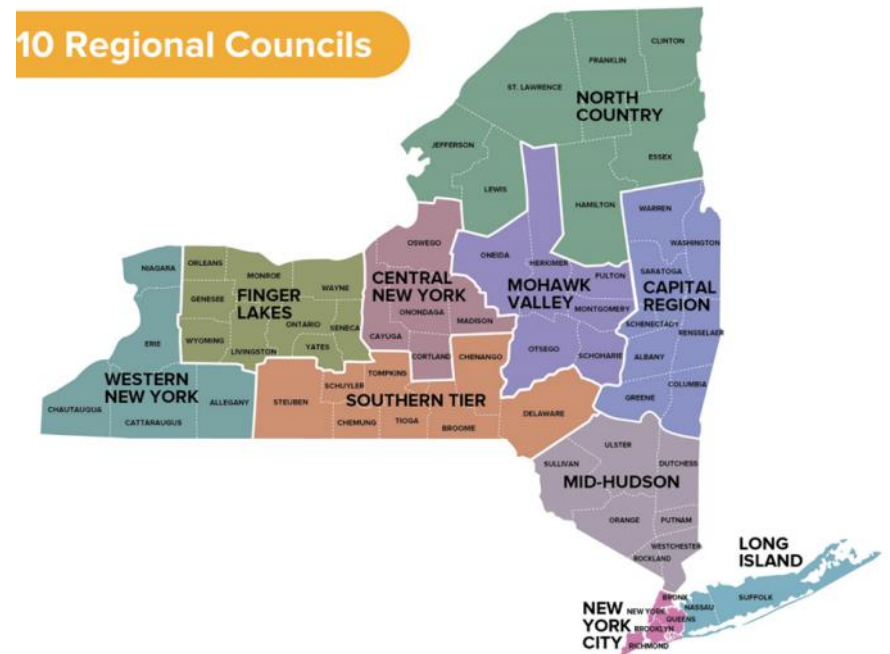 10 Regional Councils
CLINTON
FRANKLIN
ST. LAWRENCE
NORTH
COUNTRY
JEFFERSON
ESSEX
LEWIS
HAMILTON
WARREN
WASHINGTON
OSWEGO
ONEIDA
HERKIMER
FULTON
SARATOGA
MOHAWK
VALLEY
MONTGOMERY
CAPITAL
REGION
SCHENECTADY
RENGSSELAER
OTSEGO
SCHOHARIE
ALBANY
COLUMBIA
GREENE
CENTRAL
NEW YORK
ONONDAGA
MADISON
CAYUGA
CORTLAND
NIAGARA
ORLEANS
MONROE
WAYNE
GENESEE
FINGER
LAKES
ONTARIO
SENECA
WYOMING
LIVINGSTON
YATES
ERIE
WESTERN
NEW YORK
CHAUTAUGUA
CATTARAUGUS
ALLEGANY
TOMPKINS
CHENANGO
SCHUYLER
STEUBEN
SOUTHERN TIER
CHEMUNG
TIOGA
BROOME
DELAWARE
ULSTER
SULLIVAN
DUTCHESS
MID-HUDSON
ORANGE
PUTNAM
WESTCHESTER
ROCKLAND
LONG
ISLAND
SUFFOLK
NASSAU
BRONX
NEW
YORK
CITY
NEW YORK
QUEENS
BROOKLYN
RICHMOND